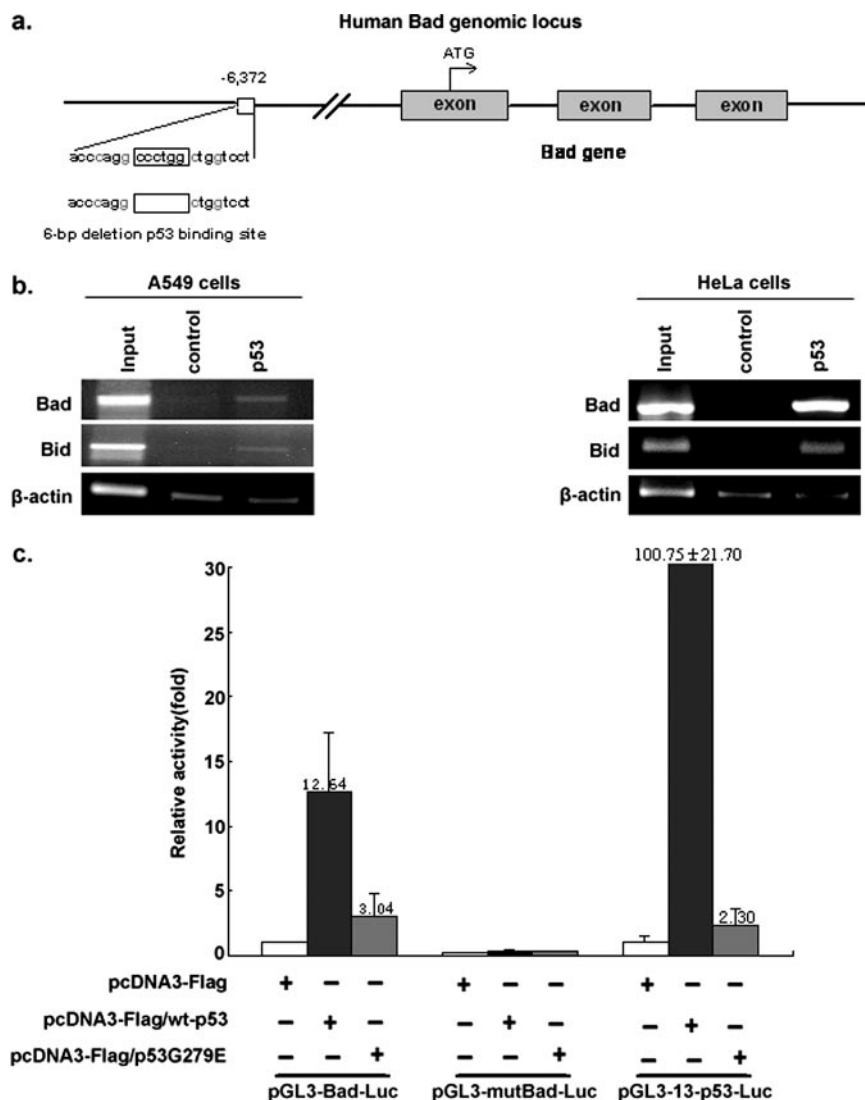 a.
Human Bad genomic locus
ATG
-6,372
exon exon exon
acccagg ccctgg ctggtcct
Bad gene
acccagg ctggtcct
6-bp deletion p53 binding site
b.
A549 cells
HeLa cells
Input control p53
Input control p53
Bad
Bid
β-actin
Bad
Bid
β-actin
c.
Relative activity(fold)
30
25
20
15
10
5
0
12.64
3.04
100.75±21.70
2.30
pcDNA3-Flag + − − + − − + − −
pcDNA3-Flag/wt-p53 − + − − + − − + −
pcDNA3-Flag/p53G279E − − + − − + − − +
pGL3-Bad-Luc pGL3-mutBad-Luc pGL3-13-p53-Luc